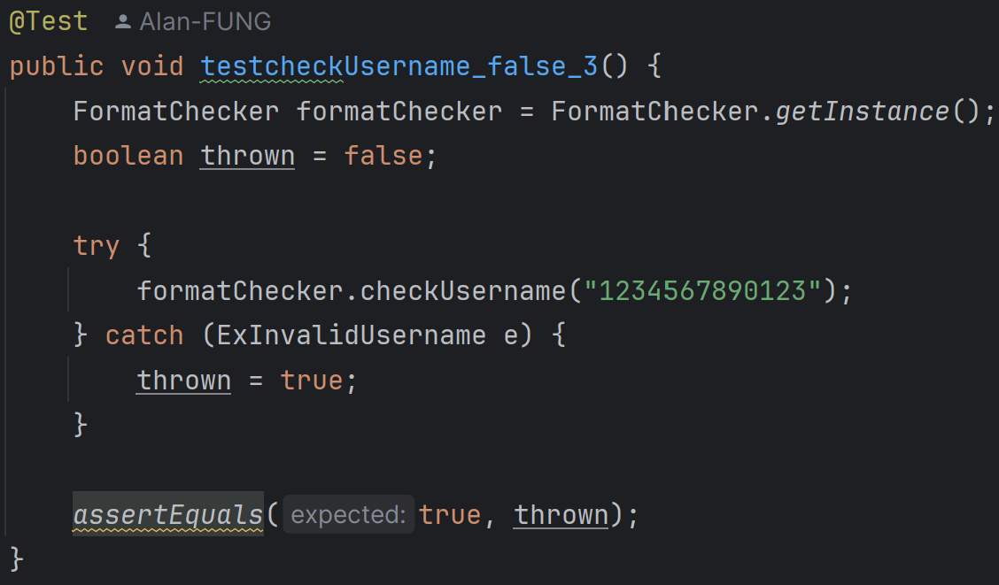 @Test Alan-FUNG
public void testcheckUsername_false_3() {
FormatChecker formatChecker = FormatChecker.getInstance();
boolean thrown = false;
try {
formatChecker.checkUsername("1234567890123");
} catch (ExInvalidUsername e) {
thrown = true;
}
assertEquals( expected: true, thrown);
}